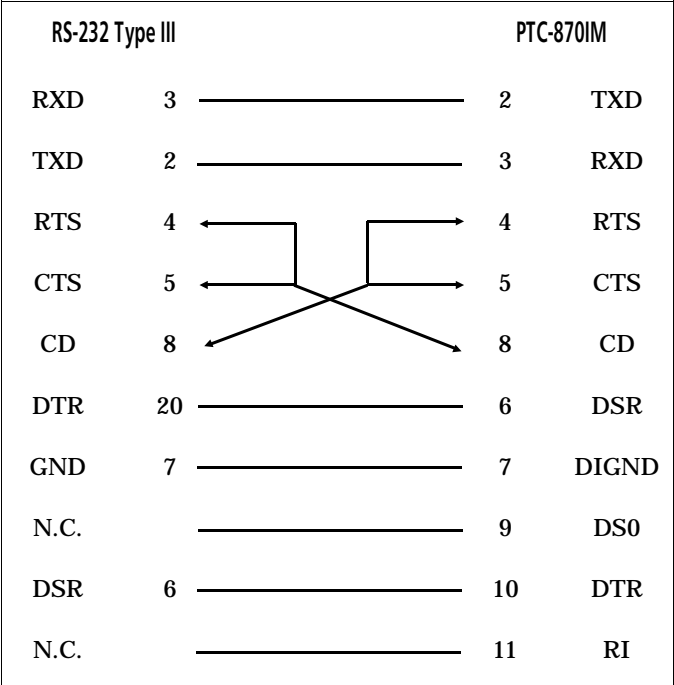 RS-232 Type III PTC-870IM
RXD 3 2 TXD
TXD 2 3 RXD
RTS 4 4 RTS
CTS 5 5 CTS
CD 8 8 CD
DTR 20 6 DSR
GND 7 7 DIGND
N.C. 9 DS0
DSR 6 10 DTR
N.C. 11 RI